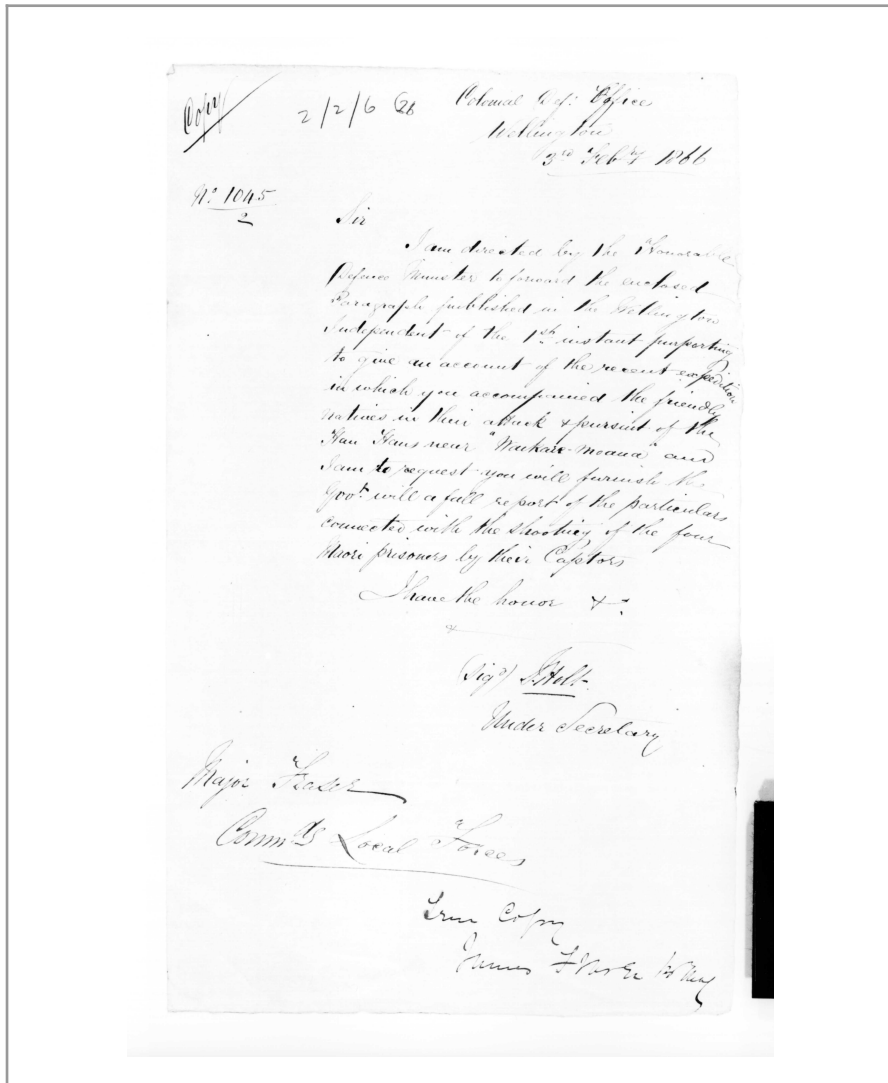 Copy
2/2/6
Colonial Def: Office
Wellington
3rd Feby 1866
No 1045
2
Sir
I am directed by the Honorable
Defence Minister to forward the enclosed
Paragraph published in the Wellington
Independent of the 1st instant purporting
to give an account of the recent expedition
in which you accompanied the friendly
natives in their attack & pursuit of the
Hau Haus near "Waikare-Moana" and
I am to request you will furnish the
Govt will a full report of the particulars
connected with the shooting of the four
Maori prisoners by their Captors
I have the honor &c.
&
(Sigd) J. Holt
Under Secretary
Major Fraser
Commdg Local Forces
True Copy
James Fraser